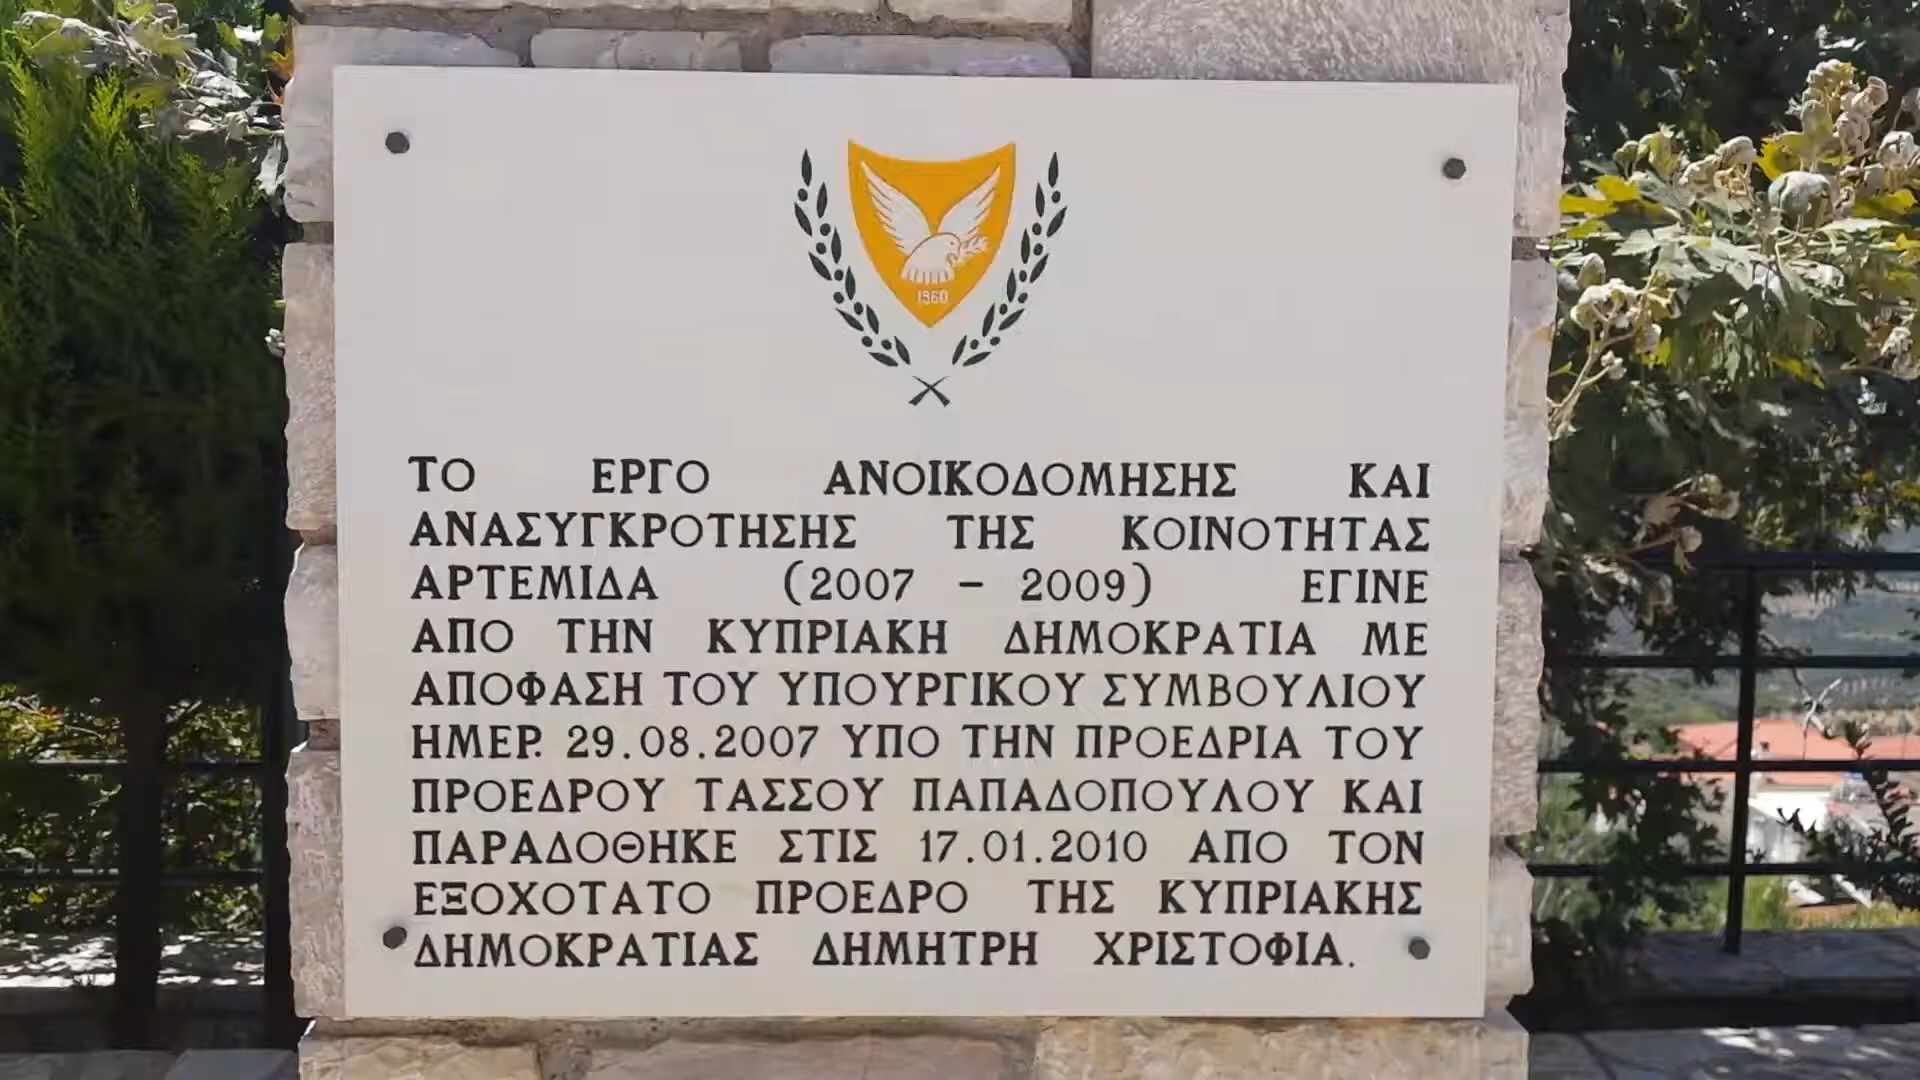 1960
ΤΟ ΕΡΓΟ ΑΝΟΙΚΟΔΟΜΗΣΗΣ ΚΑΙ
ΑΝΑΣΥΓΚΡΟΤΗΣΗΣ ΤΗΣ ΚΟΙΝΟΤΗΤΑΣ
ΑΡΤΕΜΙΔΑ (2007 – 2009) ΕΓΙΝΕ
ΑΠΟ ΤΗΝ ΚΥΠΡΙΑΚΗ ΔΗΜΟΚΡΑΤΙΑ ΜΕ
ΑΠΟΦΑΣΗ ΤΟΥ ΥΠΟΥΡΓΙΚΟΥ ΣΥΜΒΟΥΛΙΟΥ
ΗΜΕΡ. 29.08.2007 ΥΠΟ ΤΗΝ ΠΡΟΕΔΡΙΑ ΤΟΥ
ΠΡΟΕΔΡΟΥ ΤΑΣΣΟΥ ΠΑΠΑΔΟΠΟΥΛΟΥ ΚΑΙ
ΠΑΡΑΔΟΘΗΚΕ ΣΤΙΣ 17.01.2010 ΑΠΟ ΤΟΝ
ΕΞΟΧΟΤΑΤΟ ΠΡΟΕΔΡΟ ΤΗΣ ΚΥΠΡΙΑΚΗΣ
ΔΗΜΟΚΡΑΤΙΑΣ ΔΗΜΗΤΡΗ ΧΡΙΣΤΟΦΙΑ.